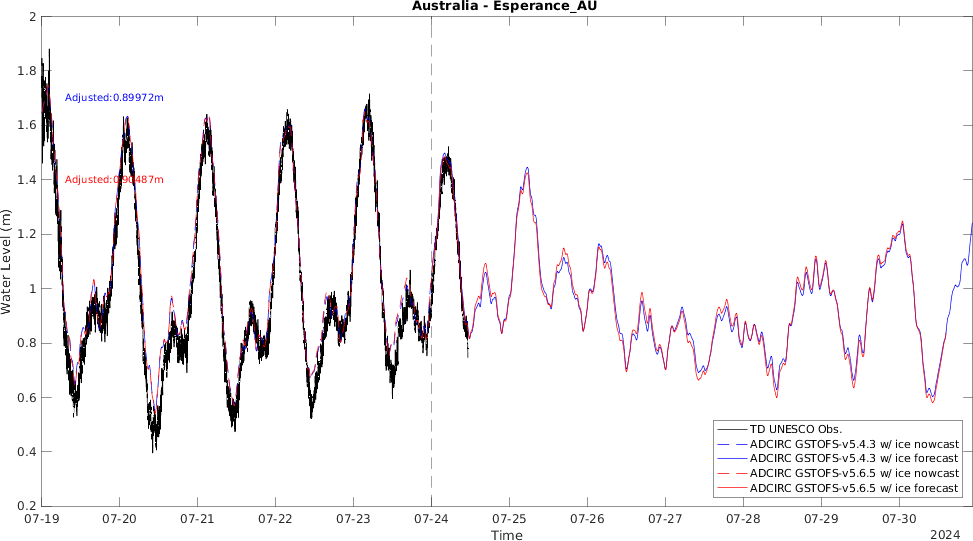 Australia - Esperance_AU
2
1.8
1.6
1.4
1.2
1
0.8
0.6
0.4
0.2
Water Level (m)
Adjusted:0.89972m
Adjusted:0.90487m
TD UNESCO Obs.
ADCIRC GSTOFS-v5.4.3 w/ ice nowcast
ADCIRC GSTOFS-v5.4.3 w/ ice forecast
ADCIRC GSTOFS-v5.6.5 w/ ice nowcast
ADCIRC GSTOFS-v5.6.5 w/ ice forecast
07-19 07-20 07-21 07-22 07-23 07-24 07-25 07-26 07-27 07-28 07-29 07-30
Time
2024